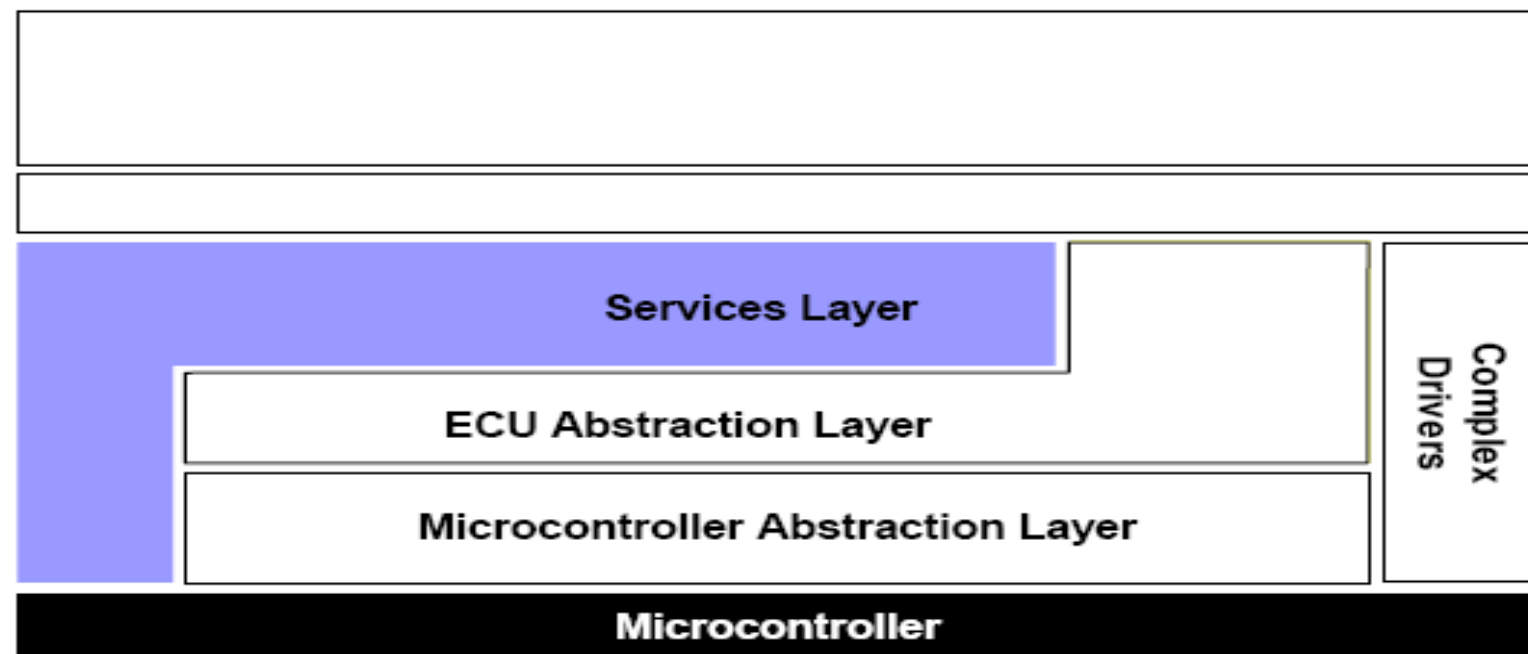 Services Layer
ECU Abstraction Layer
Complex
Drivers
Microcontroller Abstraction Layer
Microcontroller